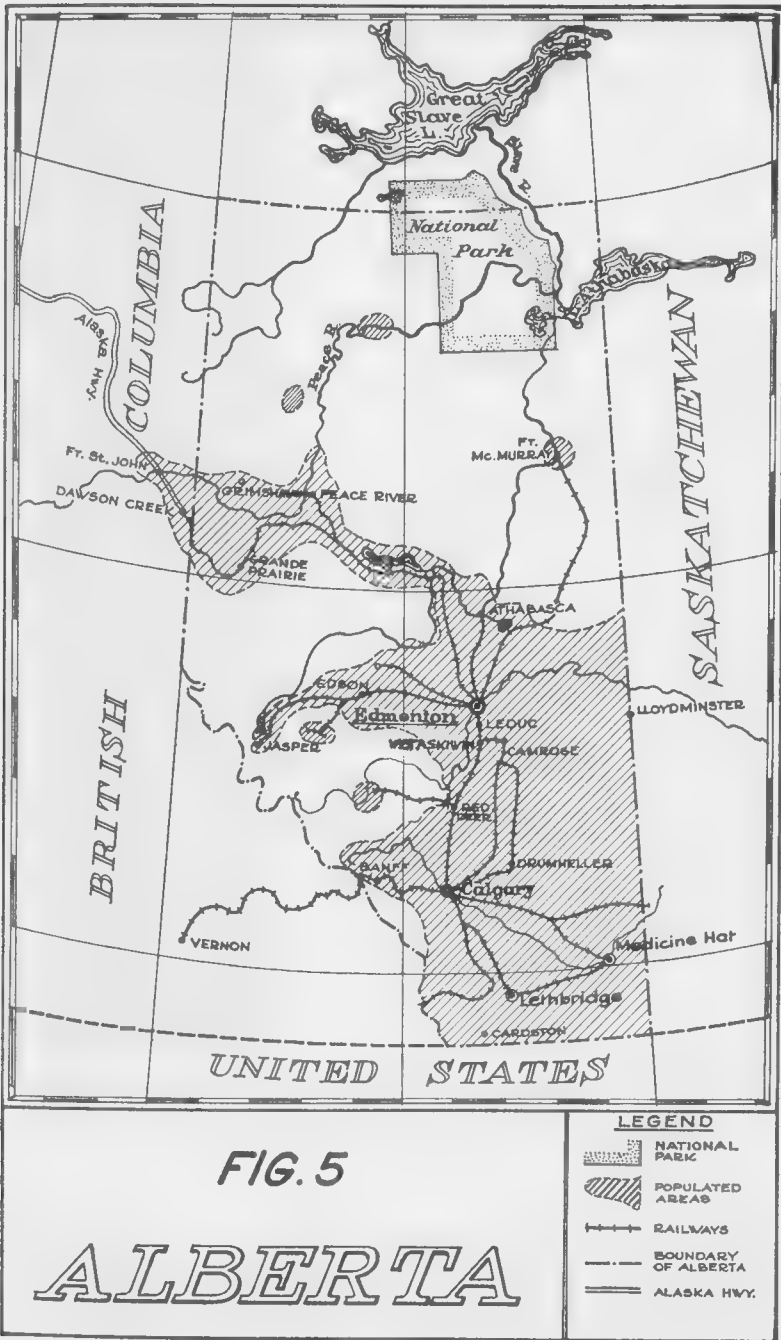 Great
Slave
L.
Slave R.
National
Park
L. Athabaska
COLUMBIA
Alaska Hwy.
Peace R.
SASKATCHEWAN
FT. St. JOHN
DAWSON CREEK
GRIMSHAW
PEACE RIVER
GRANDE
PRAIRIE
FT.
Mc. MURRAY
ATHABASCA
BRITISH
EDSON
Edmonton
LEDUC
LLOYDMINSTER
JASPER
WETASKIWIN
CAMROSE
RED
DEER
BANFF
DRUMHELLER
Calgary
VERNON
Medicine Hat
Lethbridge
CARDSTON
UNITED STATES
FIG. 5
ALBERTA
LEGEND
NATIONAL
PARK
POPULATED
AREAS
RAILWAYS
BOUNDARY
OF ALBERTA
ALASKA HWY.